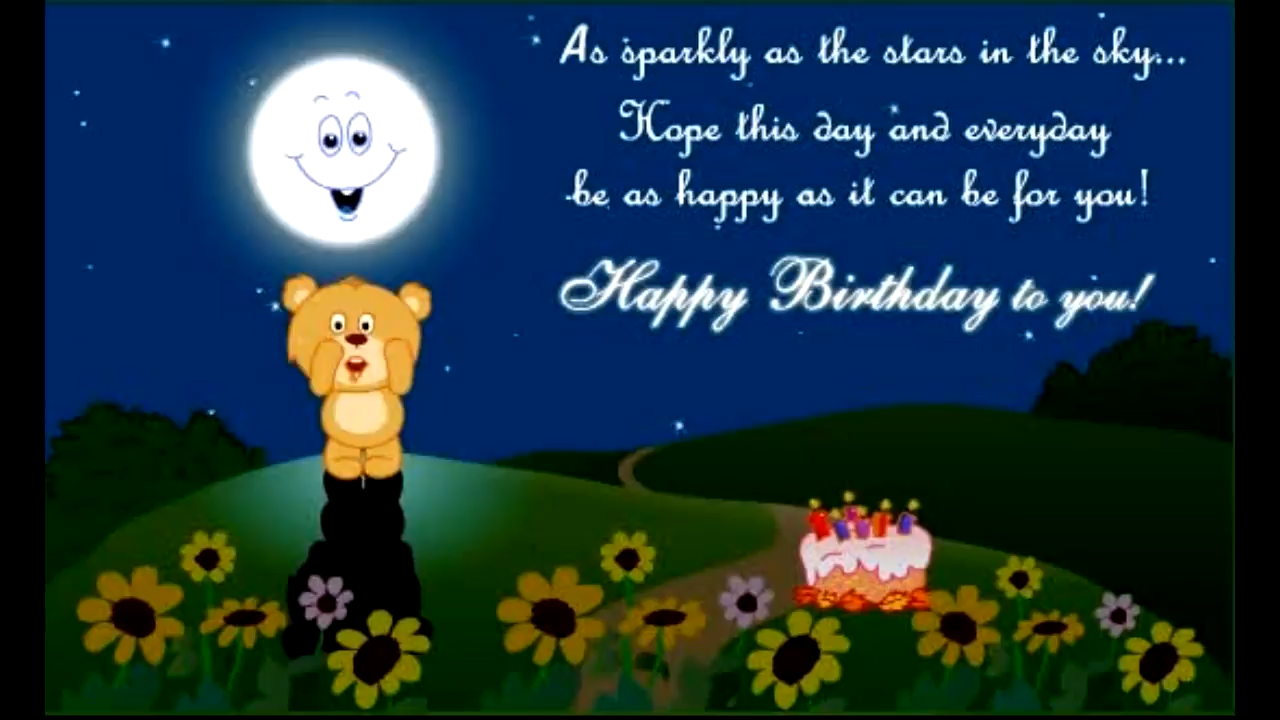 As sparkly as the stars in the sky...
Hope this day and everyday
be as happy as it can be for you!
Happy Birthday to you!